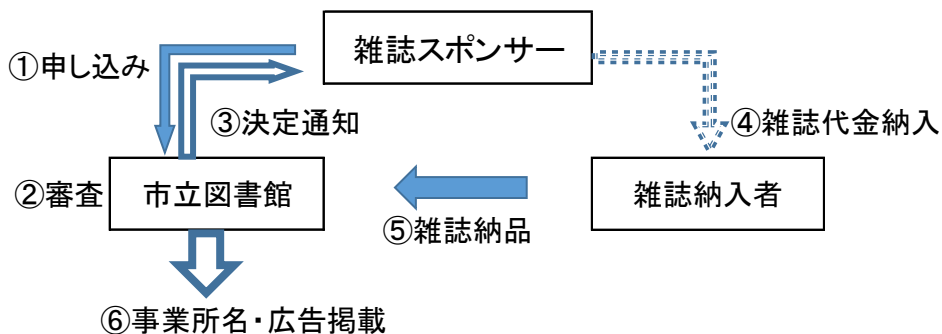 雑誌スポンサー
①申し込み
③決定通知
④雑誌代金納入
②審査
市立図書館
雑誌納入者
⑤雑誌納品
⑥事業所名・広告掲載